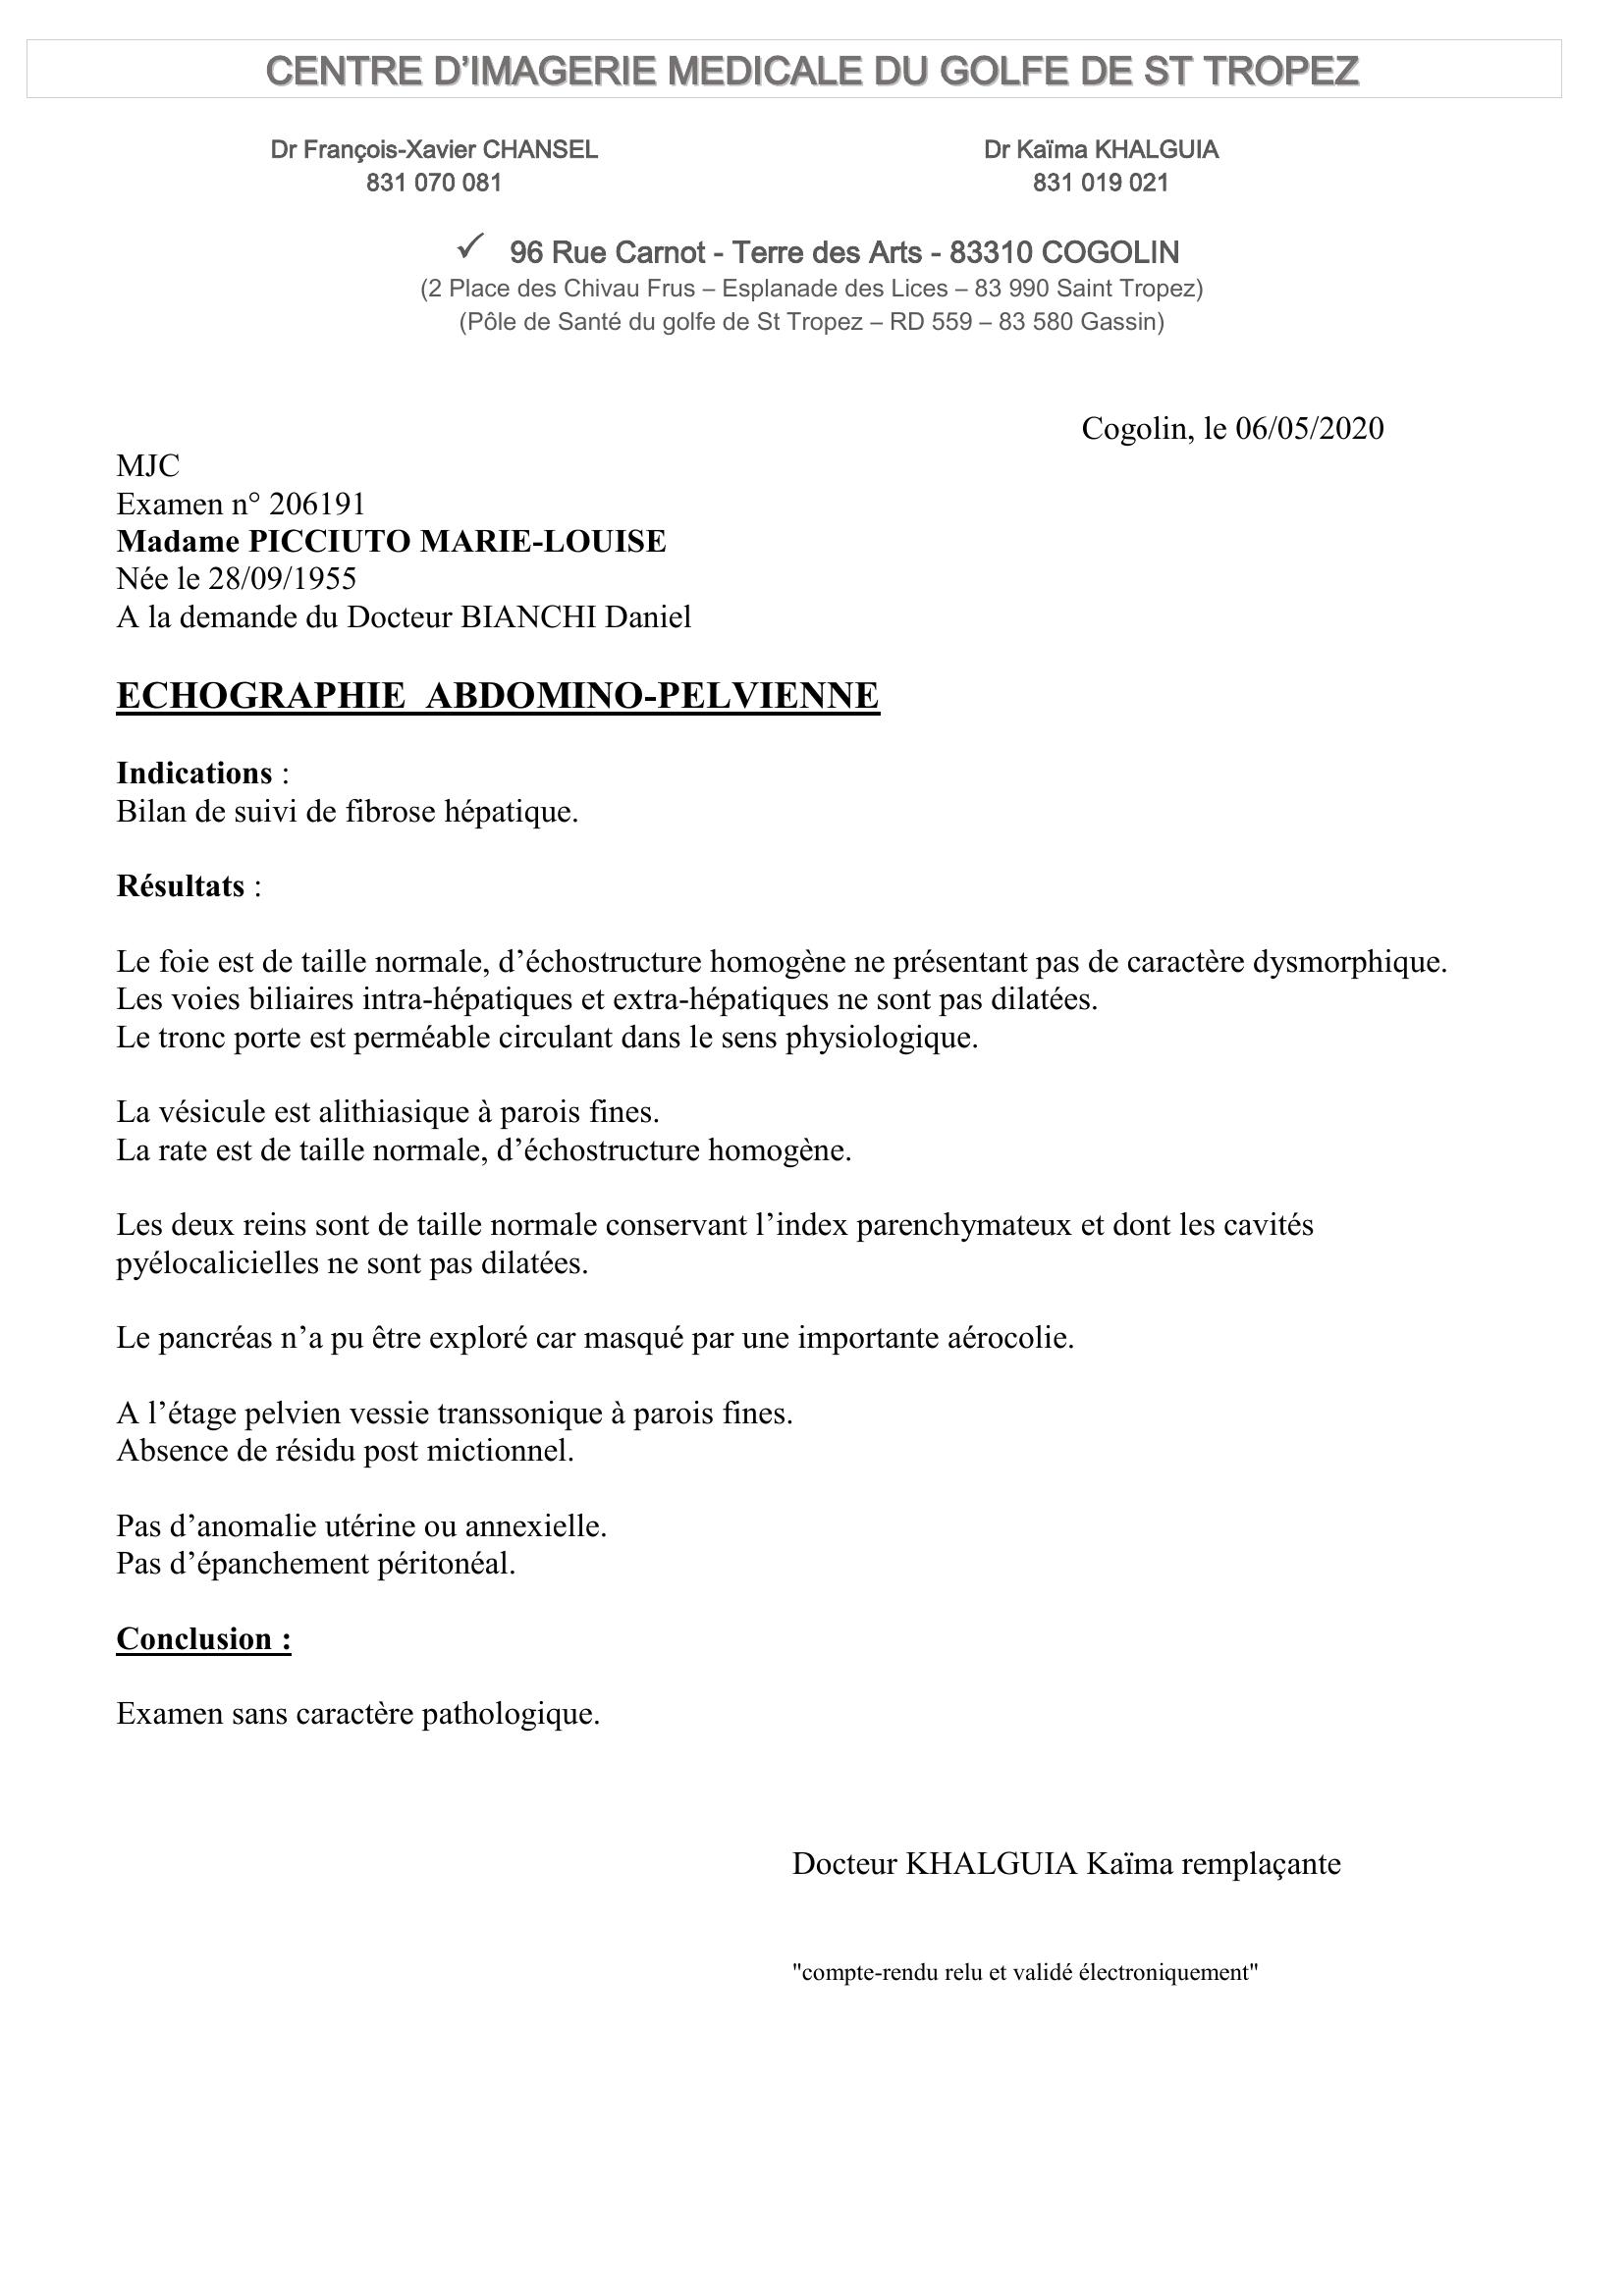 CENTRE D’IMAGERIE MEDICALE DU GOLFE DE ST TROPEZ
Dr François-Xavier CHANSEL
831 070 081
Dr Kaïma KHALGUIA
831 019 021
✓ 96 Rue Carnot - Terre des Arts - 83310 COGOLIN
(2 Place des Chivau Frus – Esplanade des Lices – 83 990 Saint Tropez)
(Pôle de Santé du golfe de St Tropez – RD 559 – 83 580 Gassin)
Cogolin, le 06/05/2020
MJC
Examen n° 206191
Madame PICCIUTO MARIE-LOUISE
Née le 28/09/1955
A la demande du Docteur BIANCHI Daniel
ECHOGRAPHIE ABDOMINO-PELVIENNE
Indications :
Bilan de suivi de fibrose hépatique.
Résultats :
Le foie est de taille normale, d’échostructure homogène ne présentant pas de caractère dysmorphique.
Les voies biliaires intra-hépatiques et extra-hépatiques ne sont pas dilatées.
Le tronc porte est perméable circulant dans le sens physiologique.
La vésicule est alithiasique à parois fines.
La rate est de taille normale, d’échostructure homogène.
Les deux reins sont de taille normale conservant l’index parenchymateux et dont les cavités
pyélocalicielles ne sont pas dilatées.
Le pancréas n’a pu être exploré car masqué par une importante aérocolie.
A l’étage pelvien vessie transsonique à parois fines.
Absence de résidu post mictionnel.
Pas d’anomalie utérine ou annexielle.
Pas d’épanchement péritonéal.
Conclusion :
Examen sans caractère pathologique.
Docteur KHALGUIA Kaïma remplaçante
"compte-rendu relu et validé électroniquement"